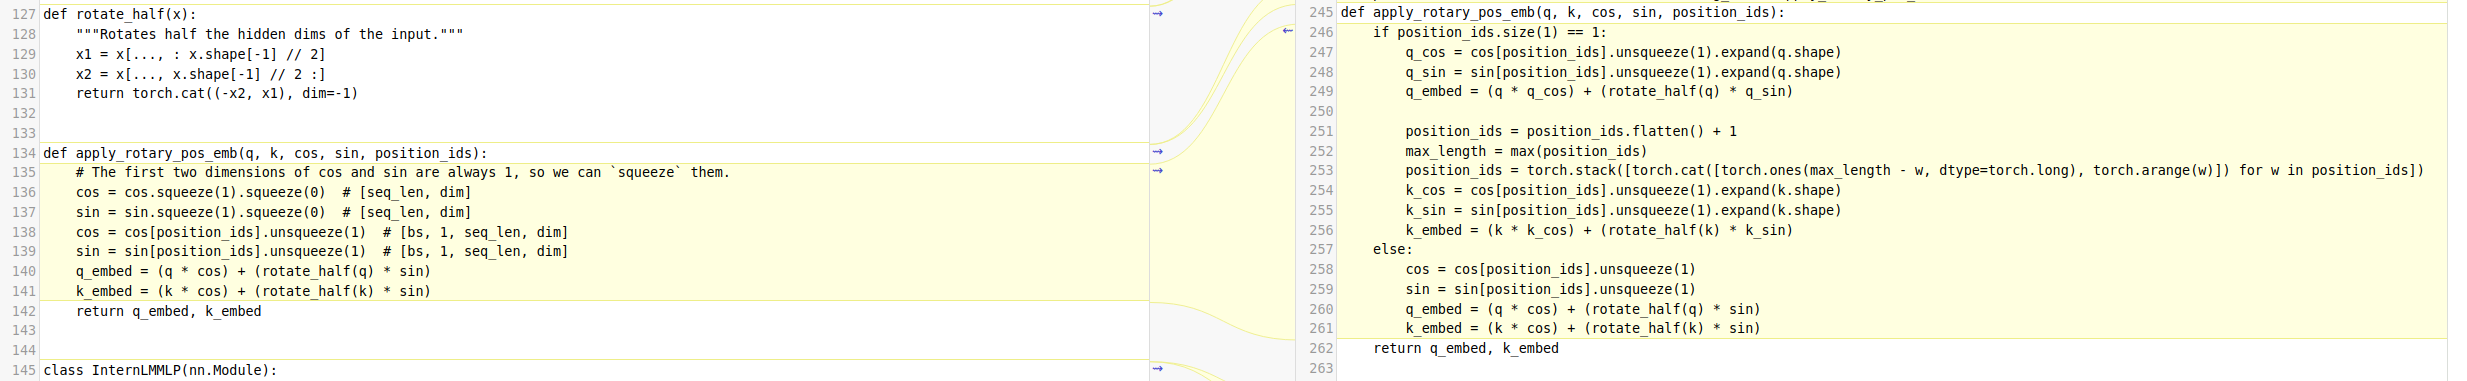 127 def rotate_half(x):
128     """Rotates half the hidden dims of the input."""
129     x1 = x[..., : x.shape[-1] // 2]
130     x2 = x[..., x.shape[-1] // 2 :]
131     return torch.cat((-x2, x1), dim=-1)
132
133
134 def apply_rotary_pos_emb(q, k, cos, sin, position_ids):
135     # The first two dimensions of cos and sin are always 1, so we can `squeeze` them.
136     cos = cos.squeeze(1).squeeze(0)  # [seq_len, dim]
137     sin = sin.squeeze(1).squeeze(0)  # [seq_len, dim]
138     cos = cos[position_ids].unsqueeze(1)  # [bs, 1, seq_len, dim]
139     sin = sin[position_ids].unsqueeze(1)  # [bs, 1, seq_len, dim]
140     q_embed = (q * cos) + (rotate_half(q) * sin)
141     k_embed = (k * cos) + (rotate_half(k) * sin)
142     return q_embed, k_embed
143
144
145 class InternLMMLP(nn.Module):
245 def apply_rotary_pos_emb(q, k, cos, sin, position_ids):
246     if position_ids.size(1) == 1:
247         q_cos = cos[position_ids].unsqueeze(1).expand(q.shape)
248         q_sin = sin[position_ids].unsqueeze(1).expand(q.shape)
249         q_embed = (q * q_cos) + (rotate_half(q) * q_sin)
250
251         position_ids = position_ids.flatten() + 1
252         max_length = max(position_ids)
253         position_ids = torch.stack([torch.cat([torch.ones(max_length - w, dtype=torch.long), torch.arange(w)]) for w in position_ids])
254         k_cos = cos[position_ids].unsqueeze(1).expand(k.shape)
255         k_sin = sin[position_ids].unsqueeze(1).expand(k.shape)
256         k_embed = (k * k_cos) + (rotate_half(k) * k_sin)
257     else:
258         cos = cos[position_ids].unsqueeze(1)
259         sin = sin[position_ids].unsqueeze(1)
260         q_embed = (q * cos) + (rotate_half(q) * sin)
261         k_embed = (k * cos) + (rotate_half(k) * sin)
262     return q_embed, k_embed
263